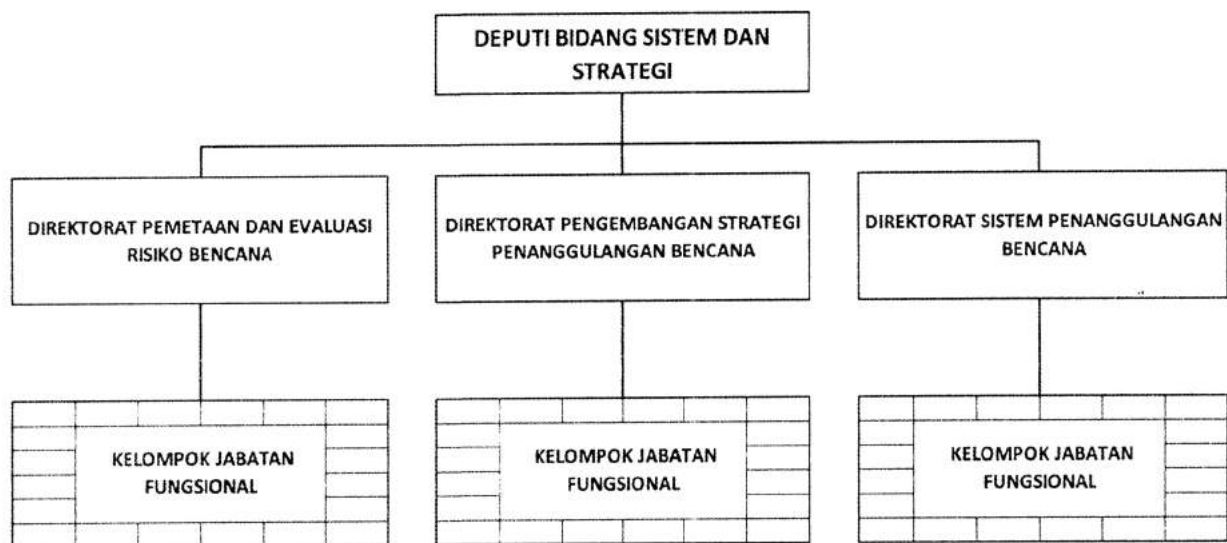 DEPUTI BIDANG SISTEM DAN
STRATEGI
DIREKTORAT PEMETAAN DAN EVALUASI
RISIKO BENCANA
DIREKTORAT PENGEMBANGAN STRATEGI
PENANGGULANGAN BENCANA
DIREKTORAT SISTEM PENANGGULANGAN
BENCANA
KELOMPOK JABATAN
FUNGSIONAL
KELOMPOK JABATAN
FUNGSIONAL
KELOMPOK JABATAN
FUNGSIONAL